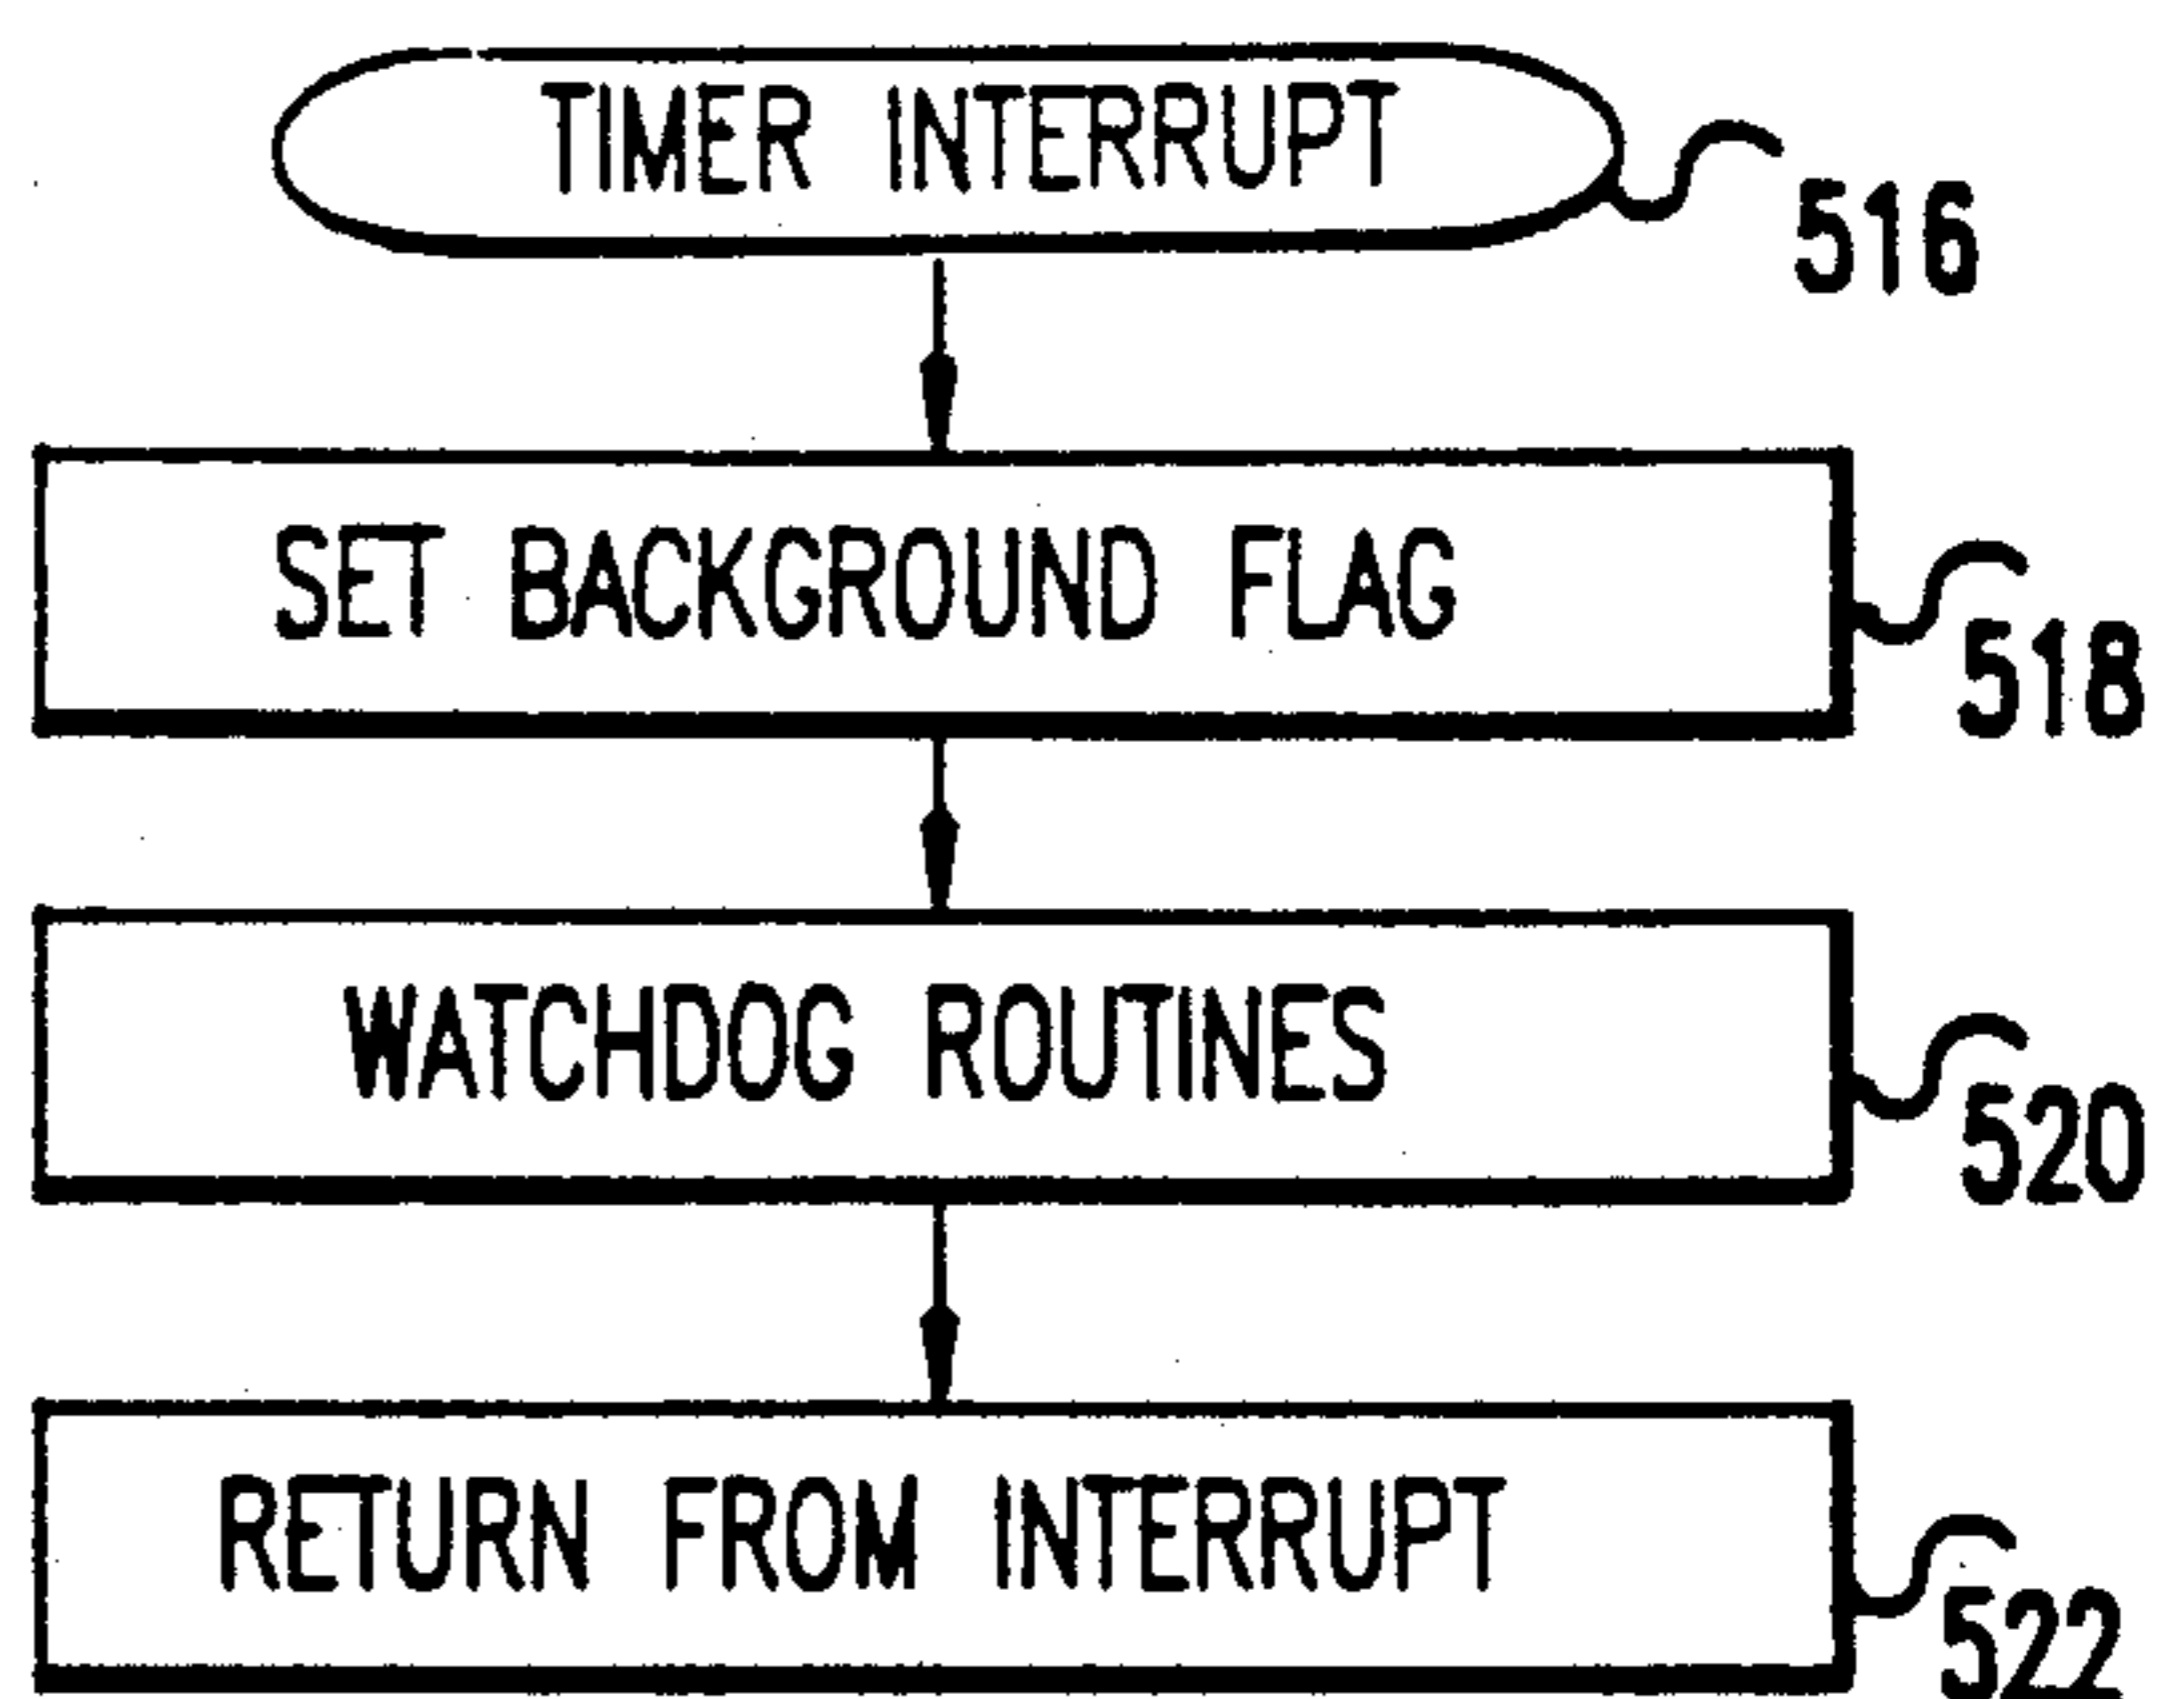 TIMER INTERRUPT
516
SET BACKGROUND FLAG
518
WATCHDOG ROUTINES
520
RETURN FROM INTERRUPT
522